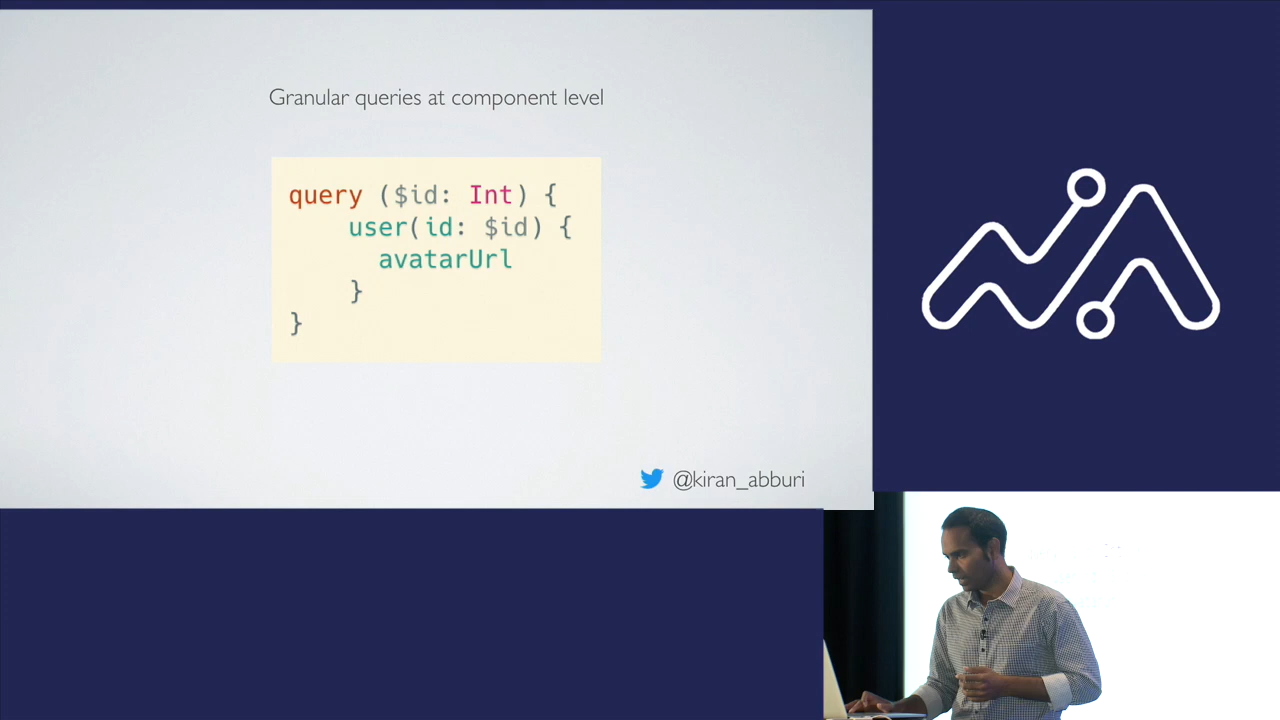 Granular queries at component level
query ($id: Int) {
user(id: $id) {
avatarUrl
}
}
@kiran_abburi